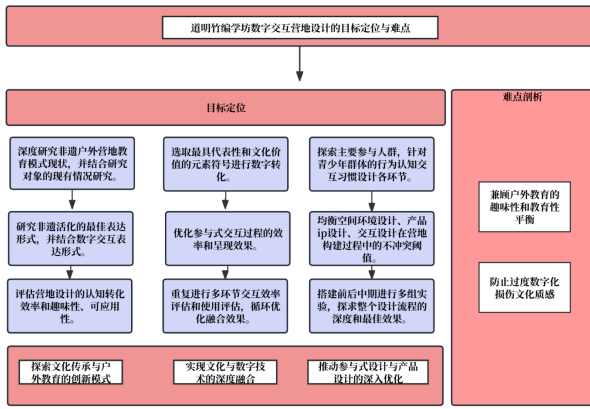 道明竹编学坊数字交互营地设计的目标定位与难点
目标定位
深度研究非遗户外营地教
育模式现状，并结合研究
对象的现有情况研究。
研究非遗活化的最佳表达
形式，并结合数字交互表
达形式。
评估营地设计的认知转化
效率和趣味性、可应用
性。
选取最具代表性和文化价
值的元素符号进行数字转
化。
优化参与式交互过程的效
率和呈现效果。
重复进行多环节交互效率
评估和使用评估，循环优
化融合效果。
探索主要参与人群，针对
青少年群体的行为认知交
互习惯设计各环节。
均衡空间环境设计、产品
ip设计、交互设计在营地
构建过程中的不冲突阈
值。
搭建前后中期进行多组实
验，探求整个设计流程的
深度和最佳效果。
探索文化传承与户
外教育的创新模式
实现文化与数字技
术的深度融合
推动参与式设计与产品
设计的深入优化
难点剖析
兼顾户外教育的
趣味性和教育性
平衡
防止过度数字化
损伤文化质感